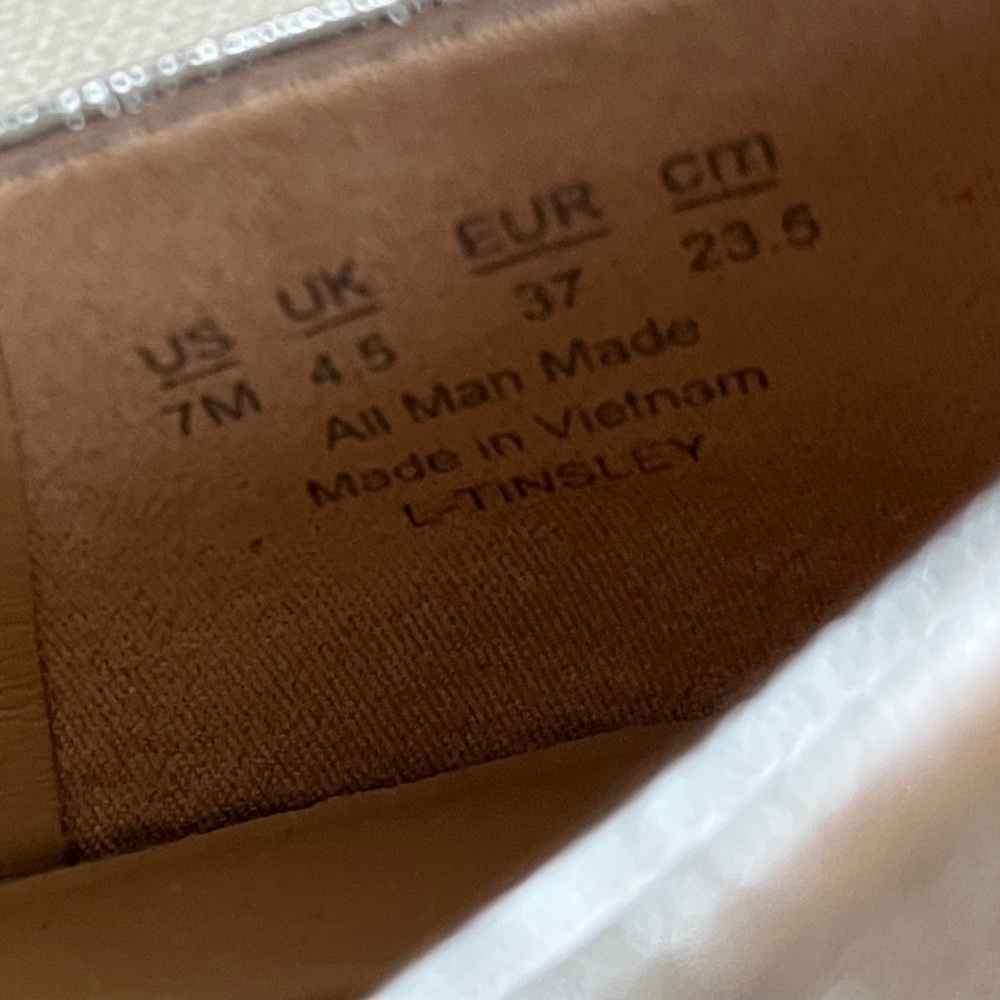 US UK EUR cm
7M 4.5 37 23.5
All Man Made
Made in Vietnam
L-TINSLEY